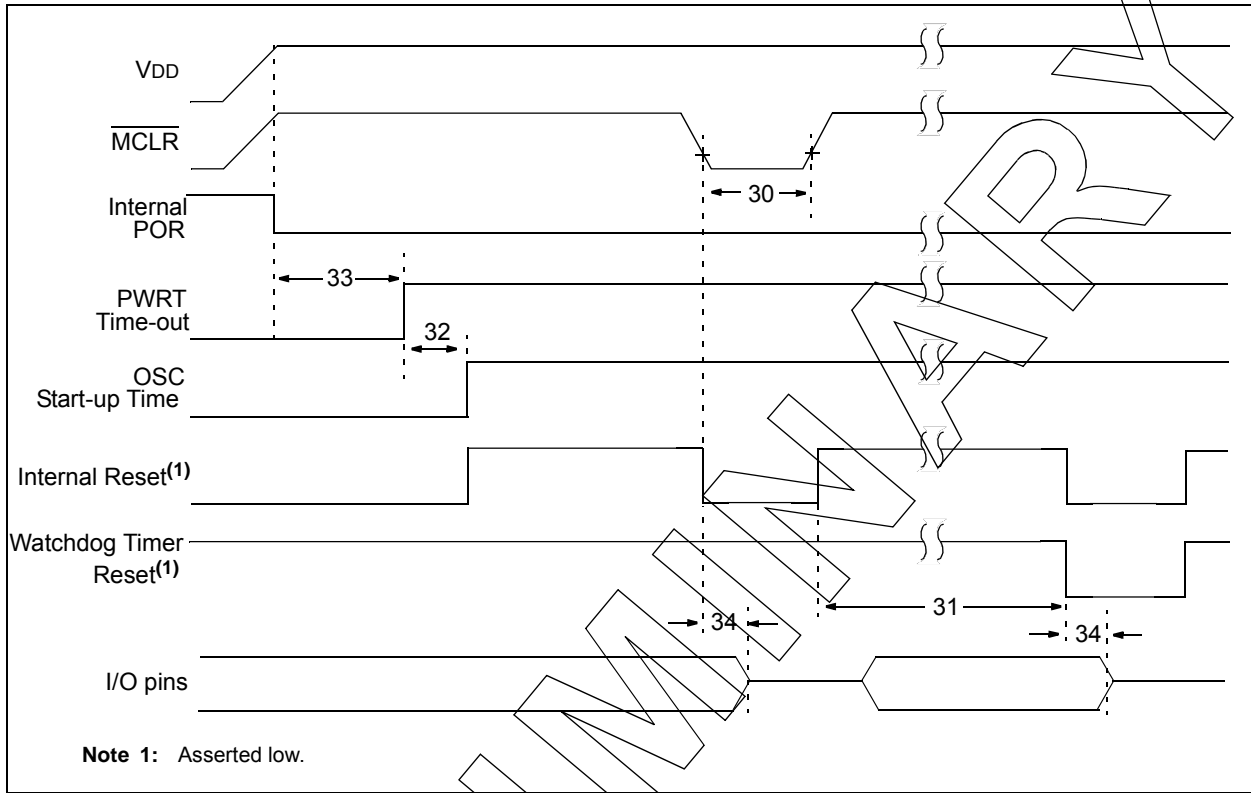 VDD
MCLR
30
Internal
POR
33
PWRT
Time-out
32
OSC
Start-up Time
Internal Reset(1)
Watchdog Timer
Reset(1)
31
34
34
I/O pins
Note 1: Asserted low.
IMINARY